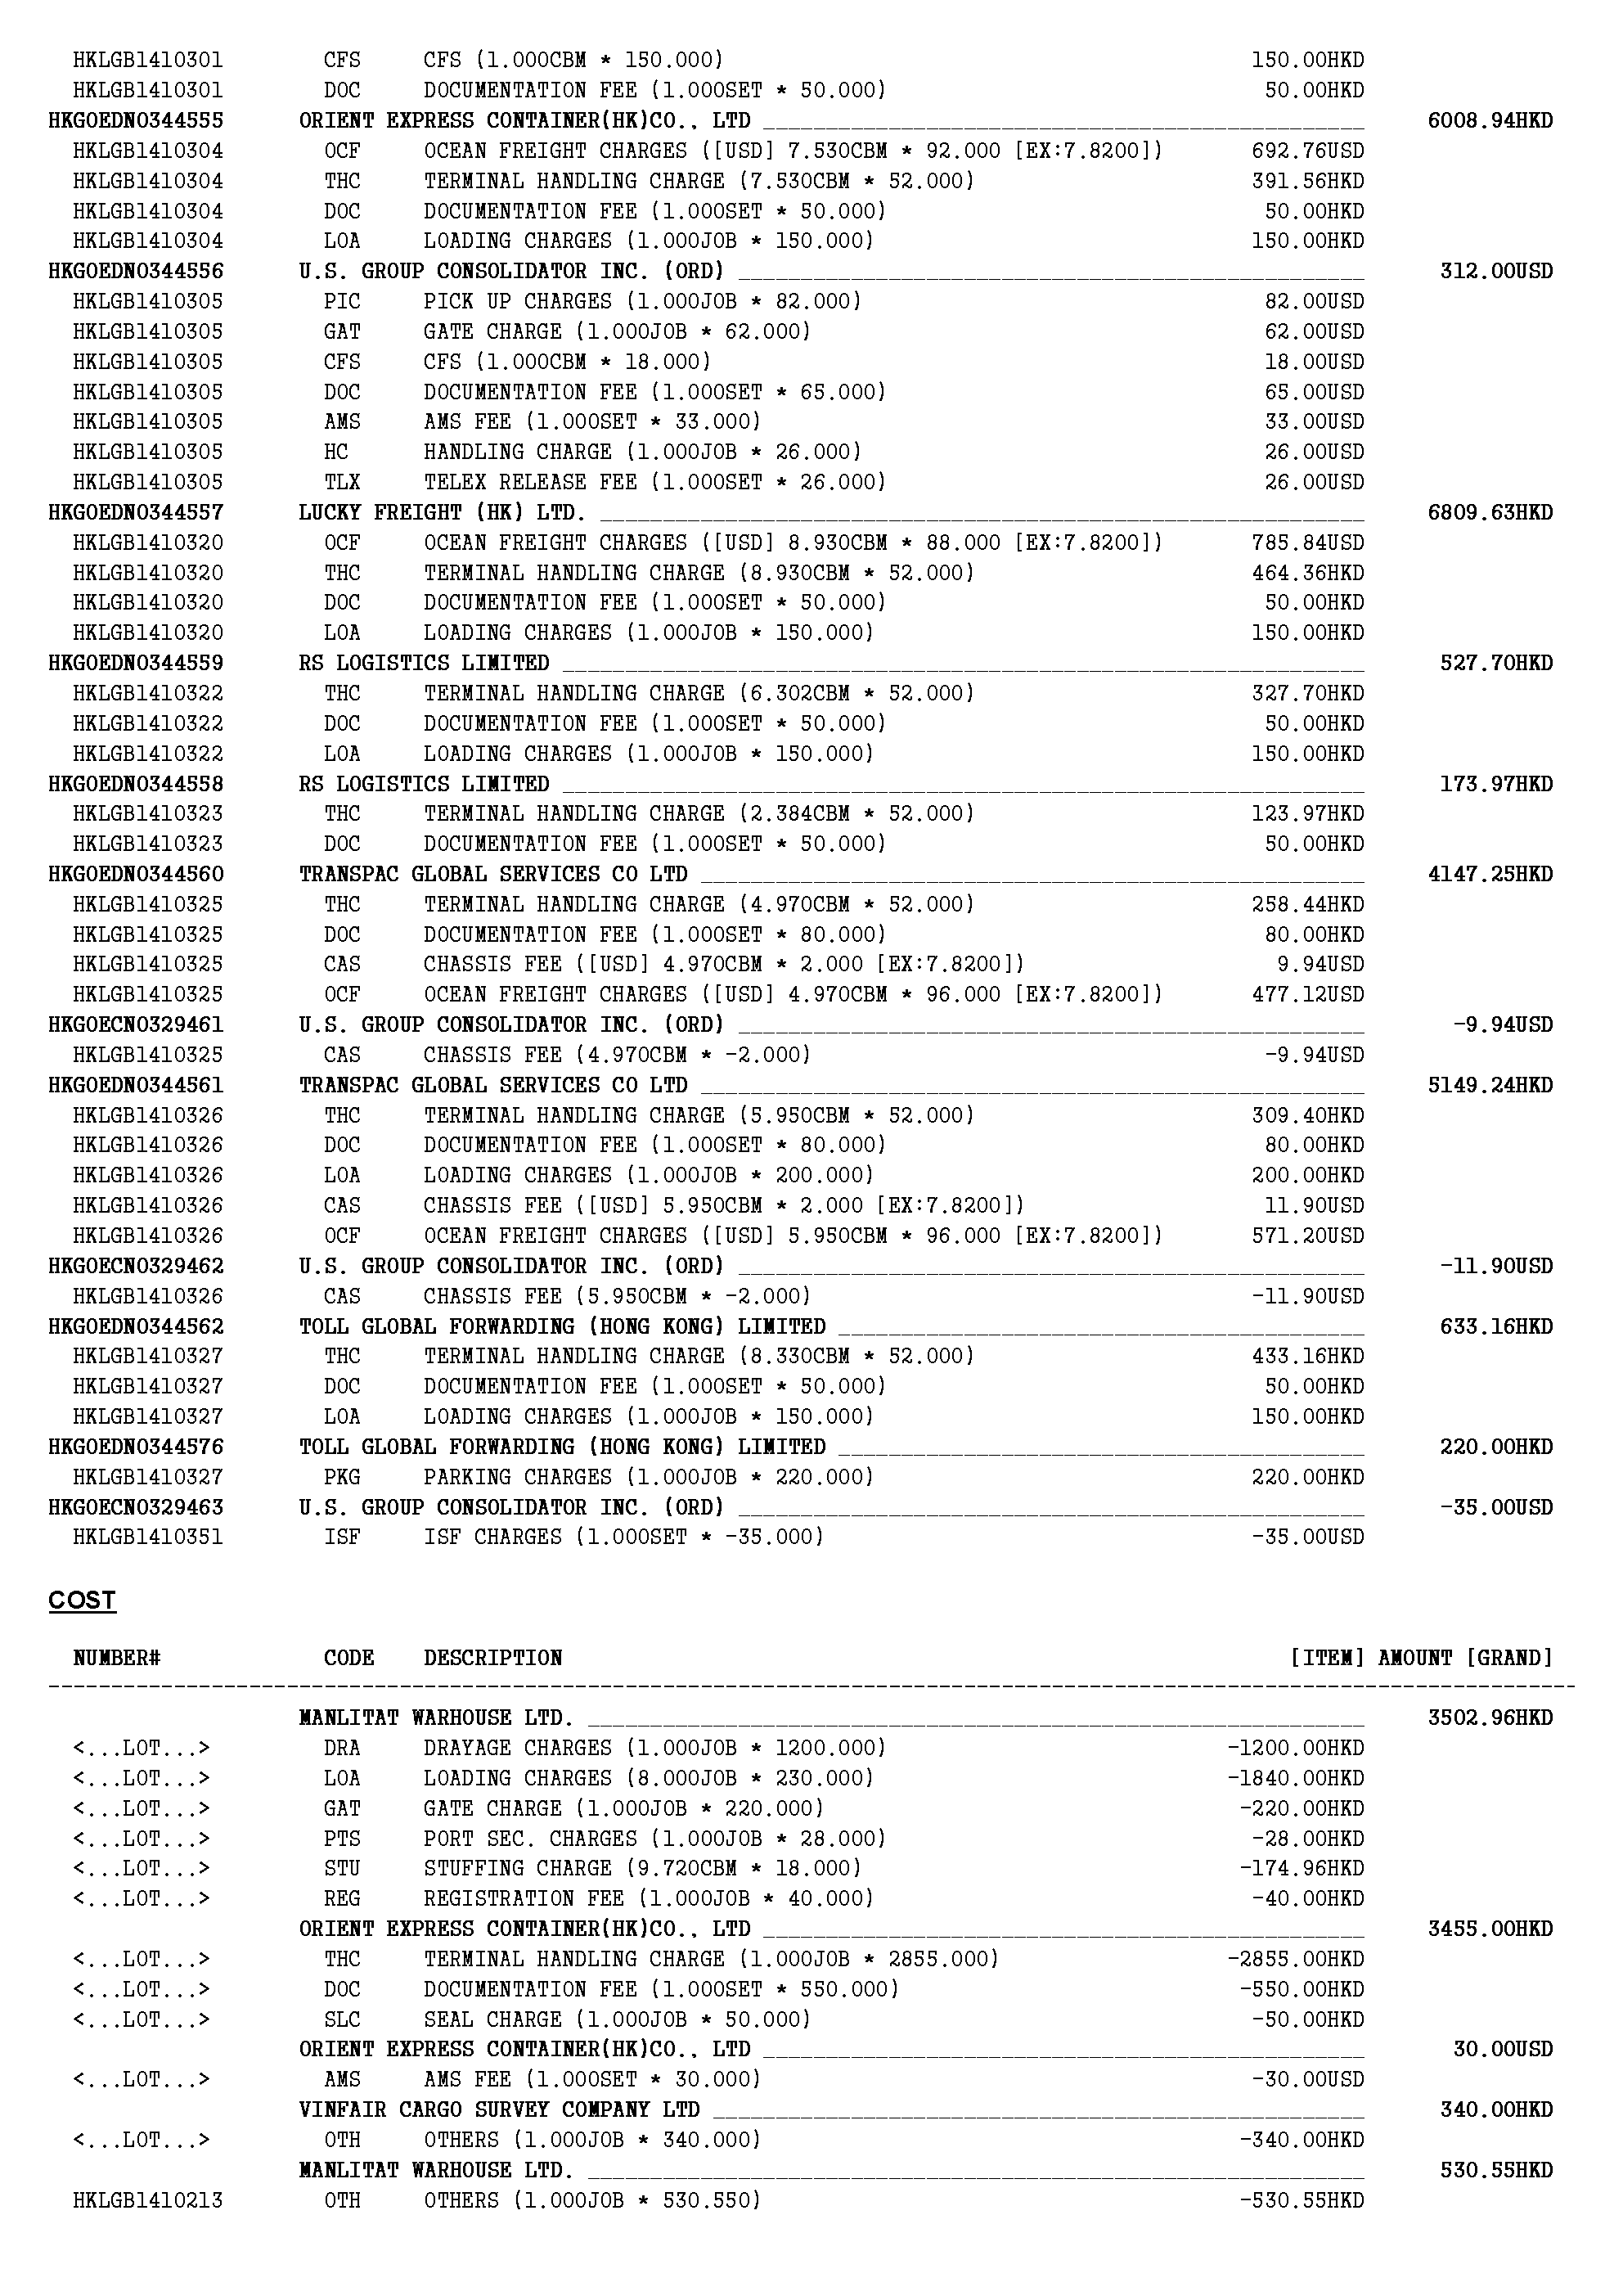 HKLGB1410301 CFS CFS (1.000CBM * 150.000) 150.00HKD
HKLGB1410301 DOC DOCUMENTATION FEE (1.000SET * 50.000) 50.00HKD
HKGOEDN0344555 ORIENT EXPRESS CONTAINER(HK)CO., LTD 6008.94HKD
HKLGB1410304 OCF OCEAN FREIGHT CHARGES ([USD] 7.530CBM * 92.000 [EX:7.8200]) 692.76USD
HKLGB1410304 THC TERMINAL HANDLING CHARGE (7.530CBM * 52.000) 391.56HKD
HKLGB1410304 DOC DOCUMENTATION FEE (1.000SET * 50.000) 50.00HKD
HKLGB1410304 LOA LOADING CHARGES (1.000JOB * 150.000) 150.00HKD
HKGOEDN0344556 U.S. GROUP CONSOLIDATOR INC. (ORD) 312.00USD
HKLGB1410305 PIC PICK UP CHARGES (1.000JOB * 82.000) 82.00USD
HKLGB1410305 GAT GATE CHARGE (1.000JOB * 62.000) 62.00USD
HKLGB1410305 CFS CFS (1.000CBM * 18.000) 18.00USD
HKLGB1410305 DOC DOCUMENTATION FEE (1.000SET * 65.000) 65.00USD
HKLGB1410305 AMS AMS FEE (1.000SET * 33.000) 33.00USD
HKLGB1410305 HC HANDLING CHARGE (1.000JOB * 26.000) 26.00USD
HKLGB1410305 TLX TELEX RELEASE FEE (1.000SET * 26.000) 26.00USD
HKGOEDN0344557 LUCKY FREIGHT (HK) LTD. 6809.63HKD
HKLGB1410320 OCF OCEAN FREIGHT CHARGES ([USD] 8.930CBM * 88.000 [EX:7.8200]) 785.84USD
HKLGB1410320 THC TERMINAL HANDLING CHARGE (8.930CBM * 52.000) 464.36HKD
HKLGB1410320 DOC DOCUMENTATION FEE (1.000SET * 50.000) 50.00HKD
HKLGB1410320 LOA LOADING CHARGES (1.000JOB * 150.000) 150.00HKD
HKGOEDN0344559 RS LOGISTICS LIMITED 527.70HKD
HKLGB1410322 THC TERMINAL HANDLING CHARGE (6.302CBM * 52.000) 327.70HKD
HKLGB1410322 DOC DOCUMENTATION FEE (1.000SET * 50.000) 50.00HKD
HKLGB1410322 LOA LOADING CHARGES (1.000JOB * 150.000) 150.00HKD
HKGOEDN0344558 RS LOGISTICS LIMITED 173.97HKD
HKLGB1410323 THC TERMINAL HANDLING CHARGE (2.384CBM * 52.000) 123.97HKD
HKLGB1410323 DOC DOCUMENTATION FEE (1.000SET * 50.000) 50.00HKD
HKGOEDN0344560 TRANSPAC GLOBAL SERVICES CO LTD 4147.25HKD
HKLGB1410325 THC TERMINAL HANDLING CHARGE (4.970CBM * 52.000) 258.44HKD
HKLGB1410325 DOC DOCUMENTATION FEE (1.000SET * 80.000) 80.00HKD
HKLGB1410325 CAS CHASSIS FEE ([USD] 4.970CBM * 2.000 [EX:7.8200]) 9.94USD
HKLGB1410325 OCF OCEAN FREIGHT CHARGES ([USD] 4.970CBM * 96.000 [EX:7.8200]) 477.12USD
HKGOECN0329461 U.S. GROUP CONSOLIDATOR INC. (ORD) -9.94USD
HKLGB1410325 CAS CHASSIS FEE (4.970CBM * -2.000) -9.94USD
HKGOEDN0344561 TRANSPAC GLOBAL SERVICES CO LTD 5149.24HKD
HKLGB1410326 THC TERMINAL HANDLING CHARGE (5.950CBM * 52.000) 309.40HKD
HKLGB1410326 DOC DOCUMENTATION FEE (1.000SET * 80.000) 80.00HKD
HKLGB1410326 LOA LOADING CHARGES (1.000JOB * 200.000) 200.00HKD
HKLGB1410326 CAS CHASSIS FEE ([USD] 5.950CBM * 2.000 [EX:7.8200]) 11.90USD
HKLGB1410326 OCF OCEAN FREIGHT CHARGES ([USD] 5.950CBM * 96.000 [EX:7.8200]) 571.20USD
HKGOECN0329462 U.S. GROUP CONSOLIDATOR INC. (ORD) -11.90USD
HKLGB1410326 CAS CHASSIS FEE (5.950CBM * -2.000) -11.90USD
HKGOEDN0344562 TOLL GLOBAL FORWARDING (HONG KONG) LIMITED 633.16HKD
HKLGB1410327 THC TERMINAL HANDLING CHARGE (8.330CBM * 52.000) 433.16HKD
HKLGB1410327 DOC DOCUMENTATION FEE (1.000SET * 50.000) 50.00HKD
HKLGB1410327 LOA LOADING CHARGES (1.000JOB * 150.000) 150.00HKD
HKGOEDN0344576 TOLL GLOBAL FORWARDING (HONG KONG) LIMITED 220.00HKD
HKLGB1410327 PKG PARKING CHARGES (1.000JOB * 220.000) 220.00HKD
HKGOECN0329463 U.S. GROUP CONSOLIDATOR INC. (ORD) -35.00USD
HKLGB1410351 ISF ISF CHARGES (1.000SET * -35.000) -35.00USD
COST
NUMBER# CODE DESCRIPTION [ITEM] AMOUNT [GRAND]
MANLITAT WARHOUSE LTD. 3502.96HKD
<...LOT...> DRA DRAYAGE CHARGES (1.000JOB * 1200.000) -1200.00HKD
<...LOT...> LOA LOADING CHARGES (8.000JOB * 230.000) -1840.00HKD
<...LOT...> GAT GATE CHARGE (1.000JOB * 220.000) -220.00HKD
<...LOT...> PTS PORT SEC. CHARGES (1.000JOB * 28.000) -28.00HKD
<...LOT...> STU STUFFING CHARGE (9.720CBM * 18.000) -174.96HKD
<...LOT...> REG REGISTRATION FEE (1.000JOB * 40.000) -40.00HKD
ORIENT EXPRESS CONTAINER(HK)CO., LTD 3455.00HKD
<...LOT...> THC TERMINAL HANDLING CHARGE (1.000JOB * 2855.000) -2855.00HKD
<...LOT...> DOC DOCUMENTATION FEE (1.000SET * 550.000) -550.00HKD
<...LOT...> SLC SEAL CHARGE (1.000JOB * 50.000) -50.00HKD
ORIENT EXPRESS CONTAINER(HK)CO., LTD 30.00USD
<...LOT...> AMS AMS FEE (1.000SET * 30.000) -30.00USD
VINFAIR CARGO SURVEY COMPANY LTD 340.00HKD
<...LOT...> OTH OTHERS (1.000JOB * 340.000) -340.00HKD
MANLITAT WARHOUSE LTD. 530.55HKD
HKLGB1410213 OTH OTHERS (1.000JOB * 530.550) -530.55HKD